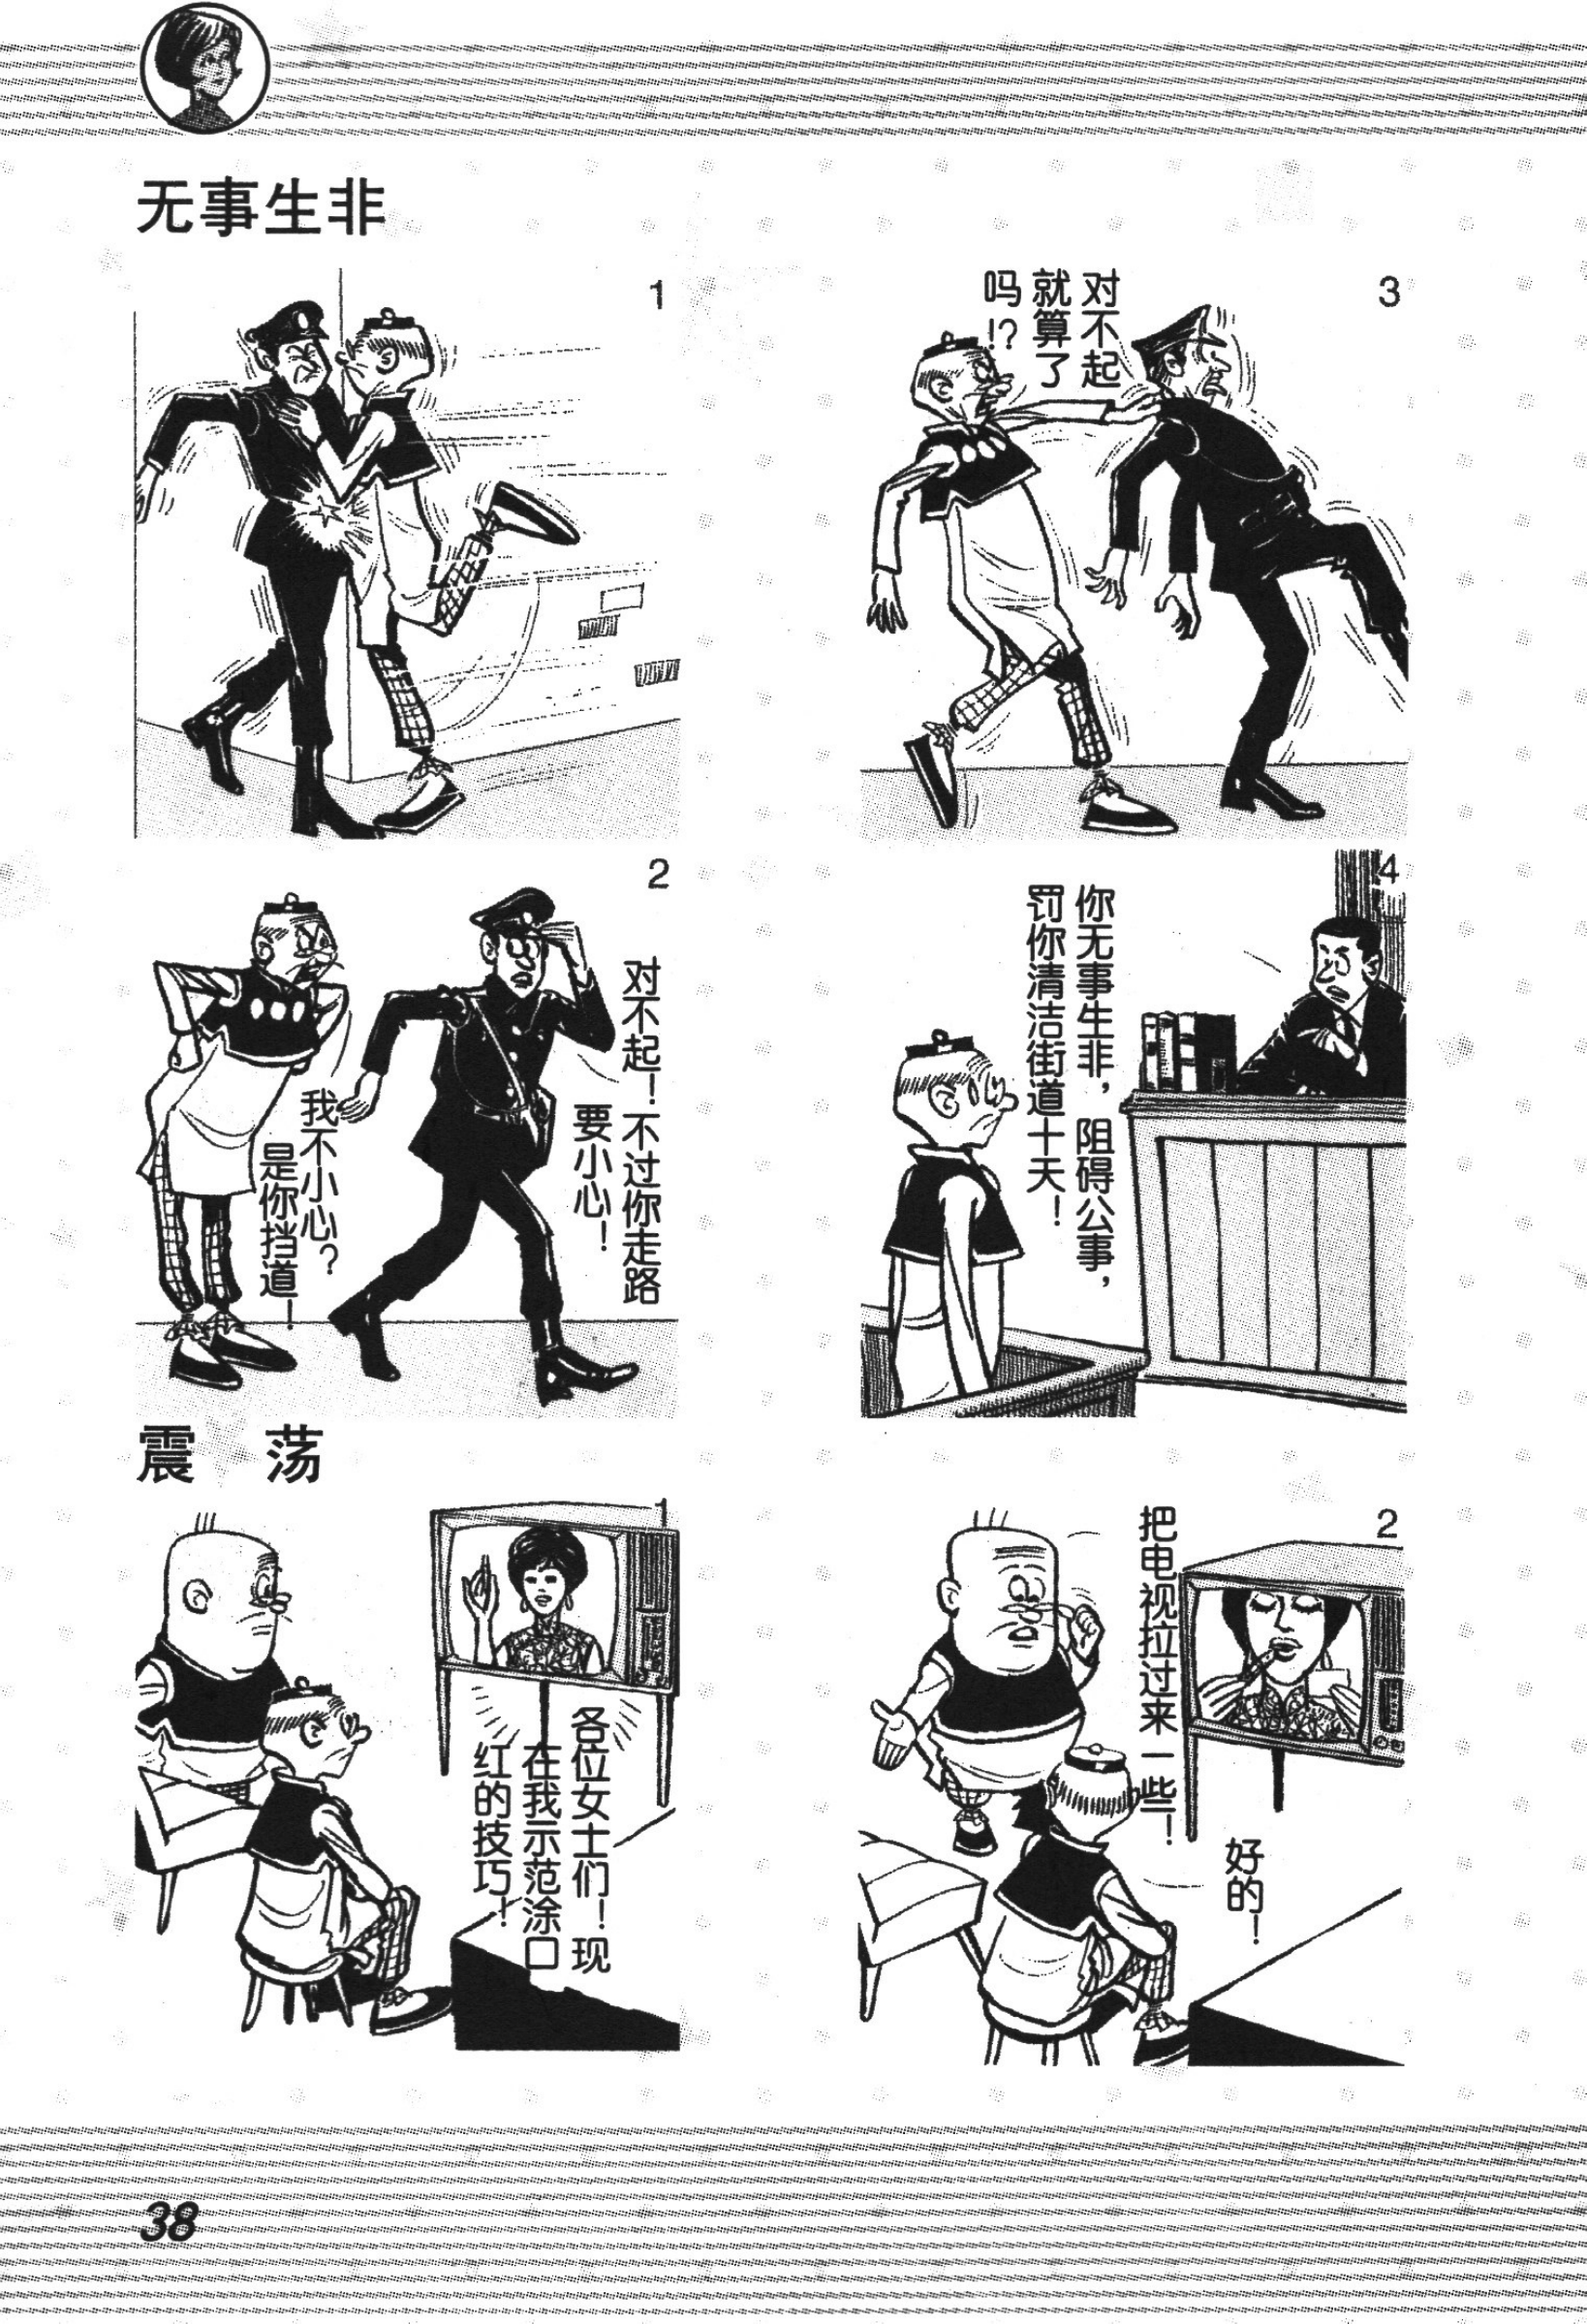 无事生非
1
2
对不起！不过你走路
要小心！
我不小心？
是你挡道！
3
对不起
就算了
吗！？
4
你无事生非，阻碍公事，
罚你清洁街道十天！
震荡
1
各位女士们！现
在我示范涂口
红的技巧！
2
把电视拉过来一些！
好的！
38